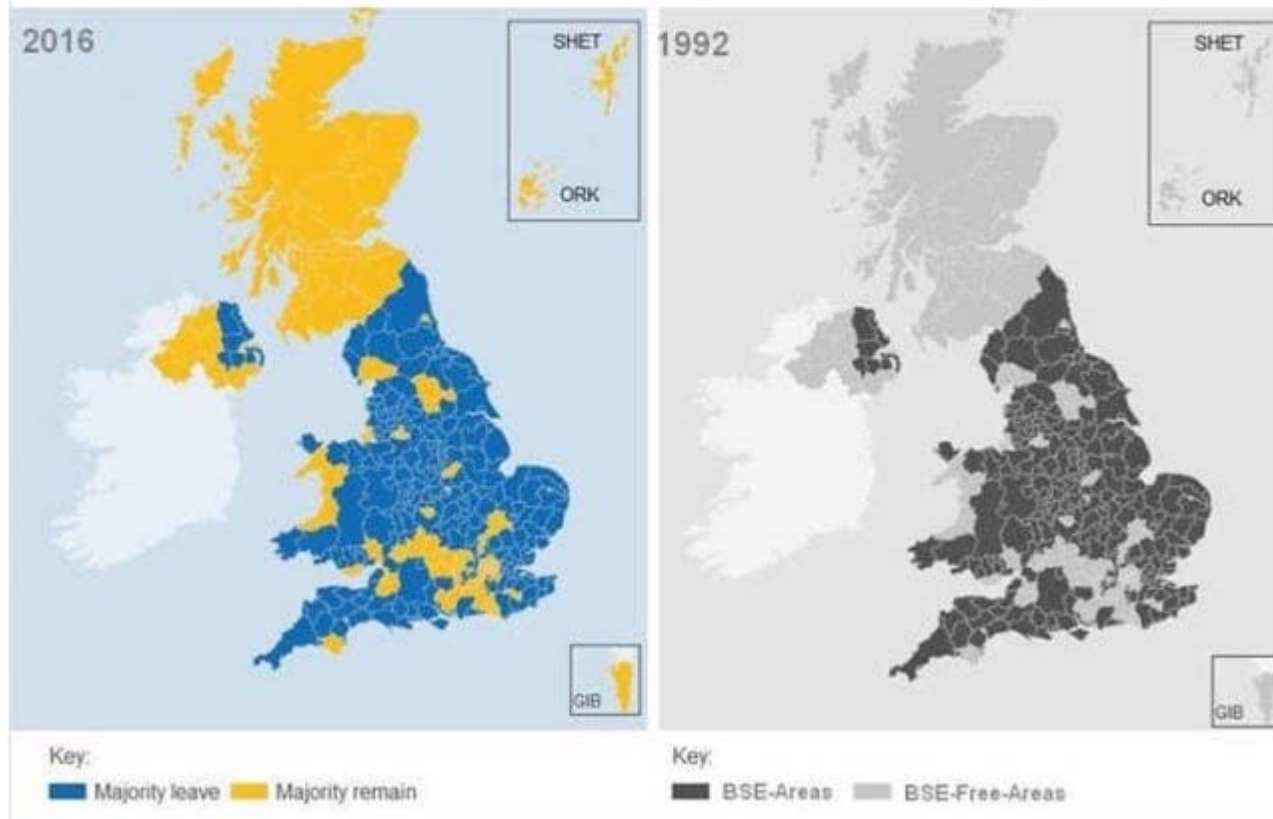 2016
SHET
ORK
GIB
Key:
Majority leave
Majority remain
1992
SHET
ORK
GIB
Key:
BSE-Areas
BSE-Free-Areas